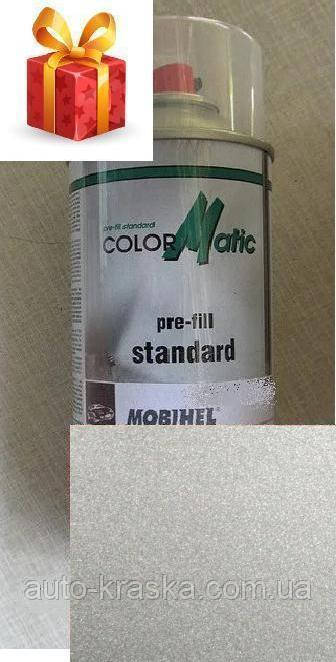 pre-fill standard
COLORMatic
pre-fill
standard
MOBIHEL
auto-kraska.com.ua